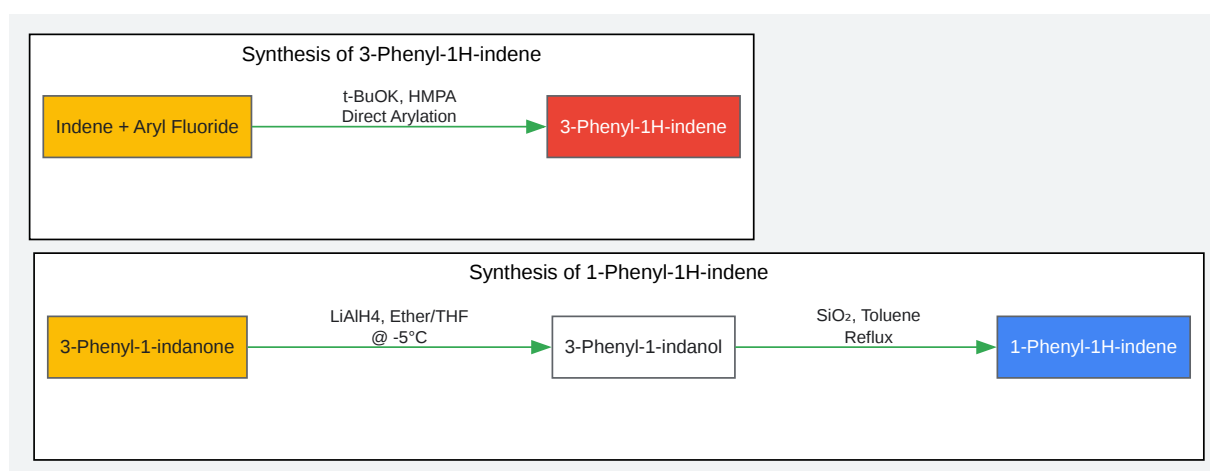 Synthesis of 3-Phenyl-1H-indene
t-BuOK, HMPA
Direct Arylation
Indene + Aryl Fluoride
3-Phenyl-1H-indene
Synthesis of 1-Phenyl-1H-indene
LiAlH4, Ether/THF
@ -5°C
SiO₂, Toluene
Reflux
3-Phenyl-1-indanone
3-Phenyl-1-indanol
1-Phenyl-1H-indene